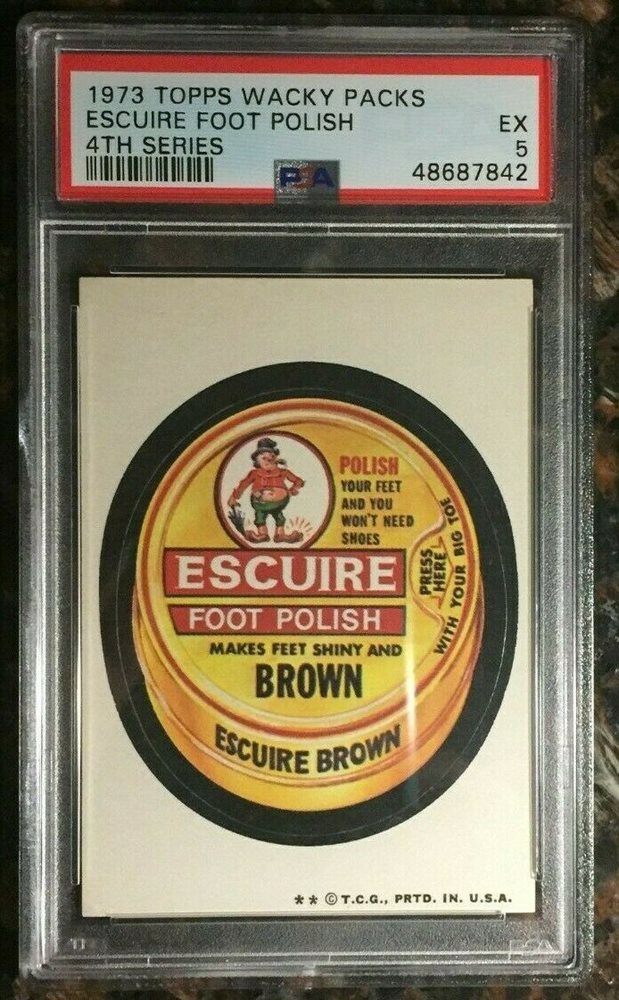 1973 TOPPS WACKY PACKS
ESCUIRE FOOT POLISH EX
4TH SERIES 5
PSA 48687842
POLISH
YOUR FEET
AND YOU
WON'T NEED
SHOES
PRESS
HERE
WITH YOUR BIG TOE
ESCUIRE
FOOT POLISH
MAKES FEET SHINY AND
BROWN
ESCUIRE BROWN
** © T.C.G., PRTD. IN. U.S.A.
PSA